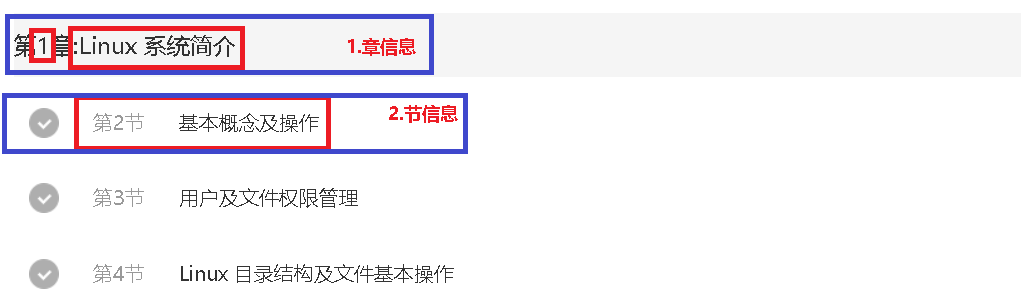 第1章:Linux 系统简介 1.章信息
第2节 基本概念及操作 2.节信息
第3节 用户及文件权限管理
第4节 Linux 目录结构及文件基本操作